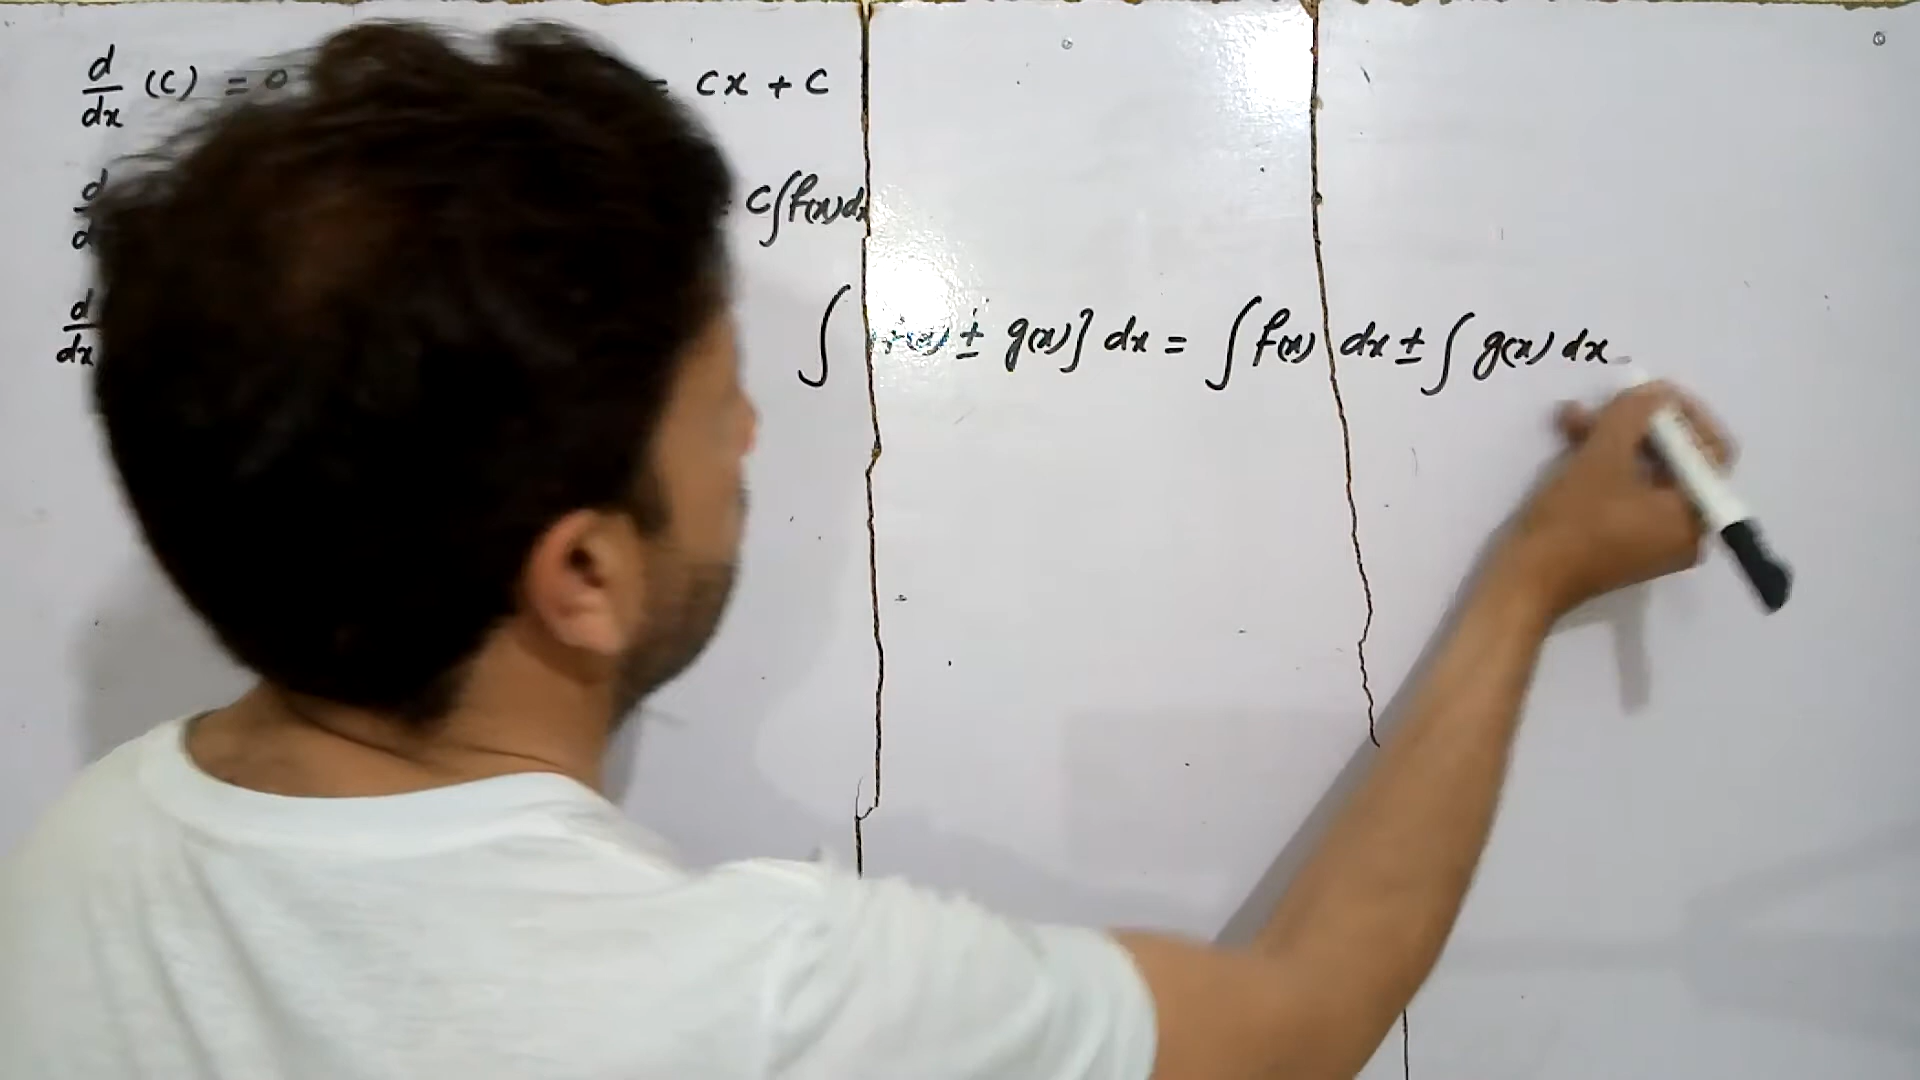 d/dx (C) = 0 = Cx + C
d/d = C∫f(x)dx
d/dx ∫ f(x) ± g(x)] dx = ∫f(x) dx ± ∫g(x) dx